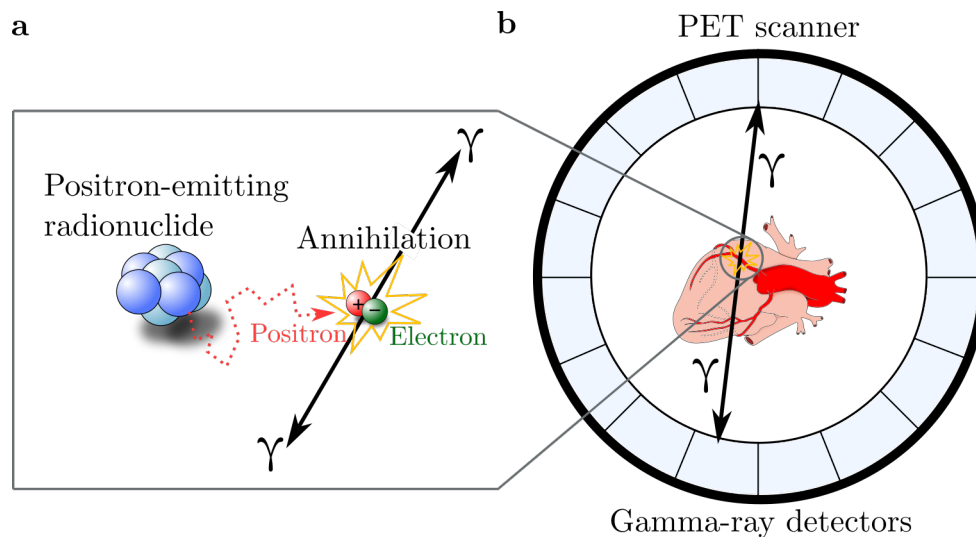 a
Positron-emitting
radionuclide
Annihilation
γ
+
−
Positron
Electron
γ
b
PET scanner
γ
γ
Gamma-ray detectors